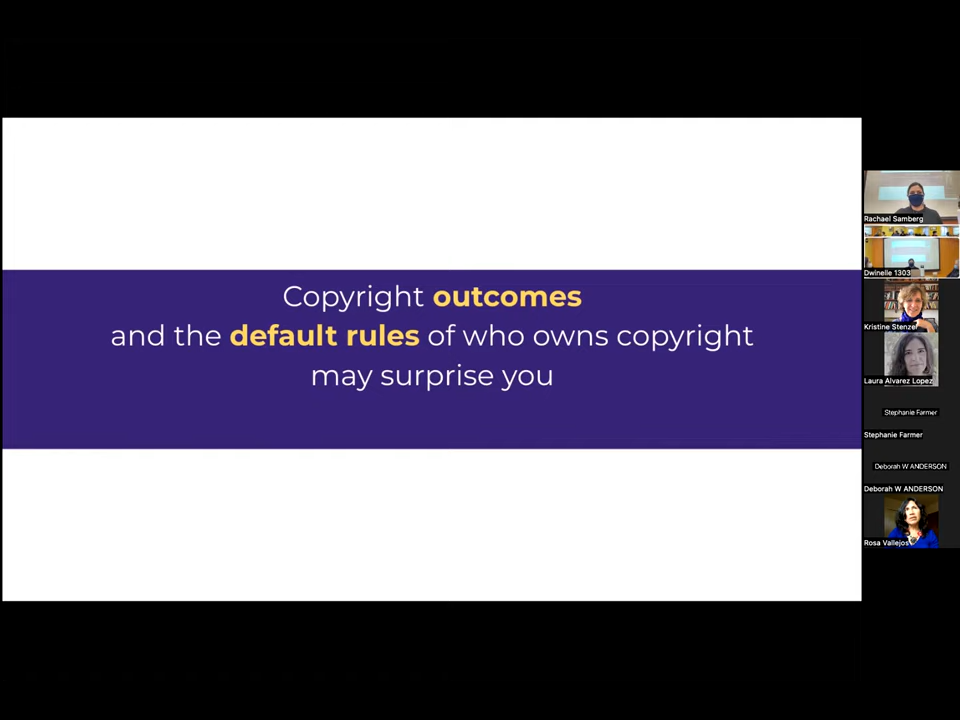 Copyright outcomes
and the default rules of who owns copyright
may surprise you
Rachael Samberg
Dwinelle 1303
Kristine Stenzel
Laura Alvarez Lopez
Stephanie Farmer
Stephanie Farmer
Deborah W ANDERSON
Deborah W ANDERSON
Rosa Vallejos